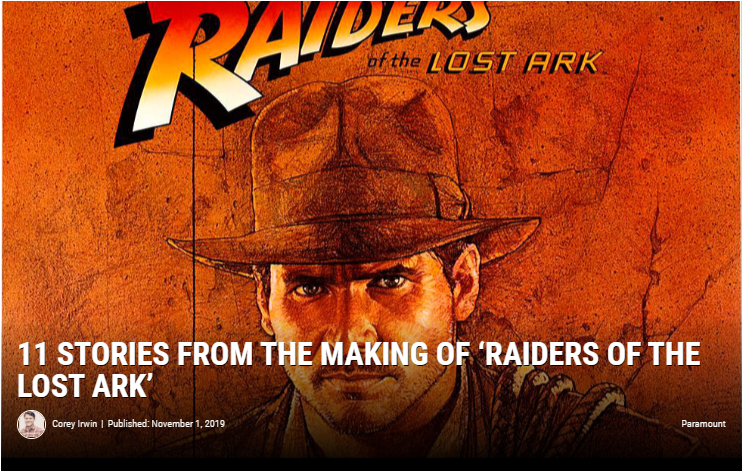 RAIDERS
of the LOST ARK
11 STORIES FROM THE MAKING OF ‘RAIDERS OF THE
LOST ARK’
Corey Irwin | Published: November 1, 2019
Paramount